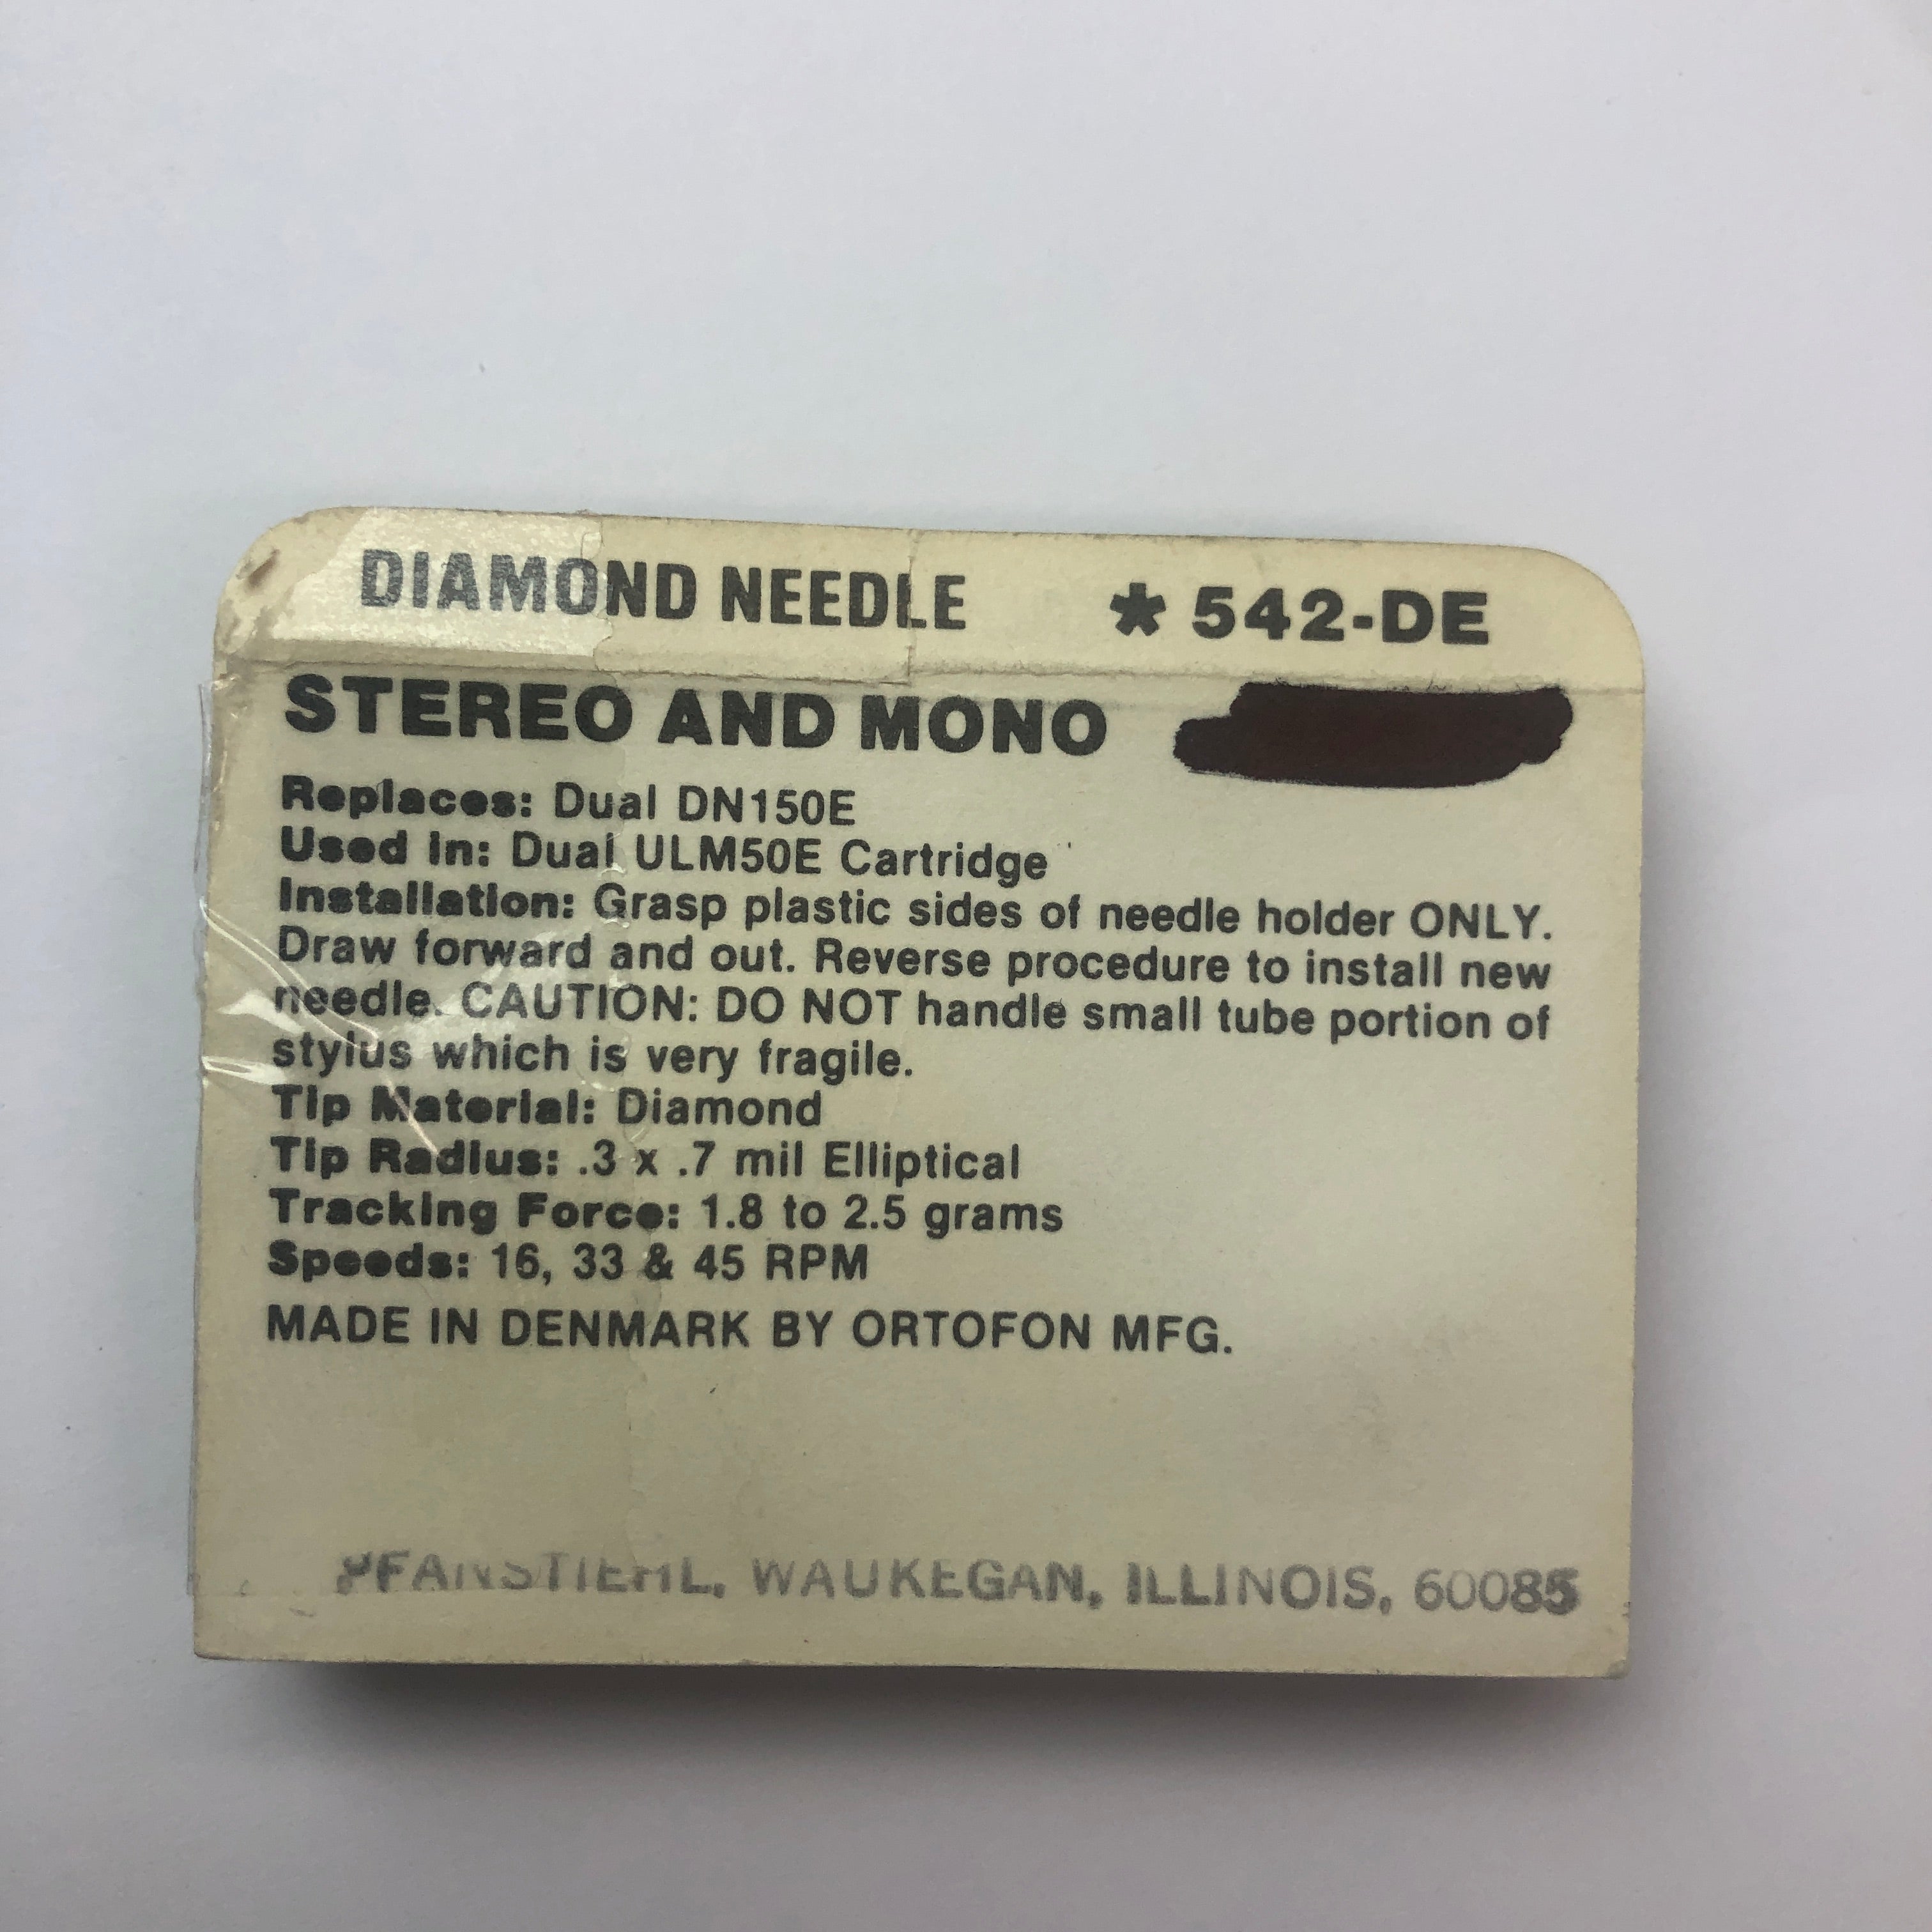 DIAMOND NEEDLE * 542-DE
STEREO AND MONO
Replaces: Dual DN150E
Used in: Dual ULM50E Cartridge
Installation: Grasp plastic sides of needle holder ONLY.
Draw forward and out. Reverse procedure to install new
needle. CAUTION: DO NOT handle small tube portion of
stylus which is very fragile.
Tip Material: Diamond
Tip Radius: .3 x .7 mil Elliptical
Tracking Force: 1.8 to 2.5 grams
Speeds: 16, 33 & 45 RPM
MADE IN DENMARK BY ORTOFON MFG.
PFANSTIEHL, WAUKEGAN, ILLINOIS, 60085